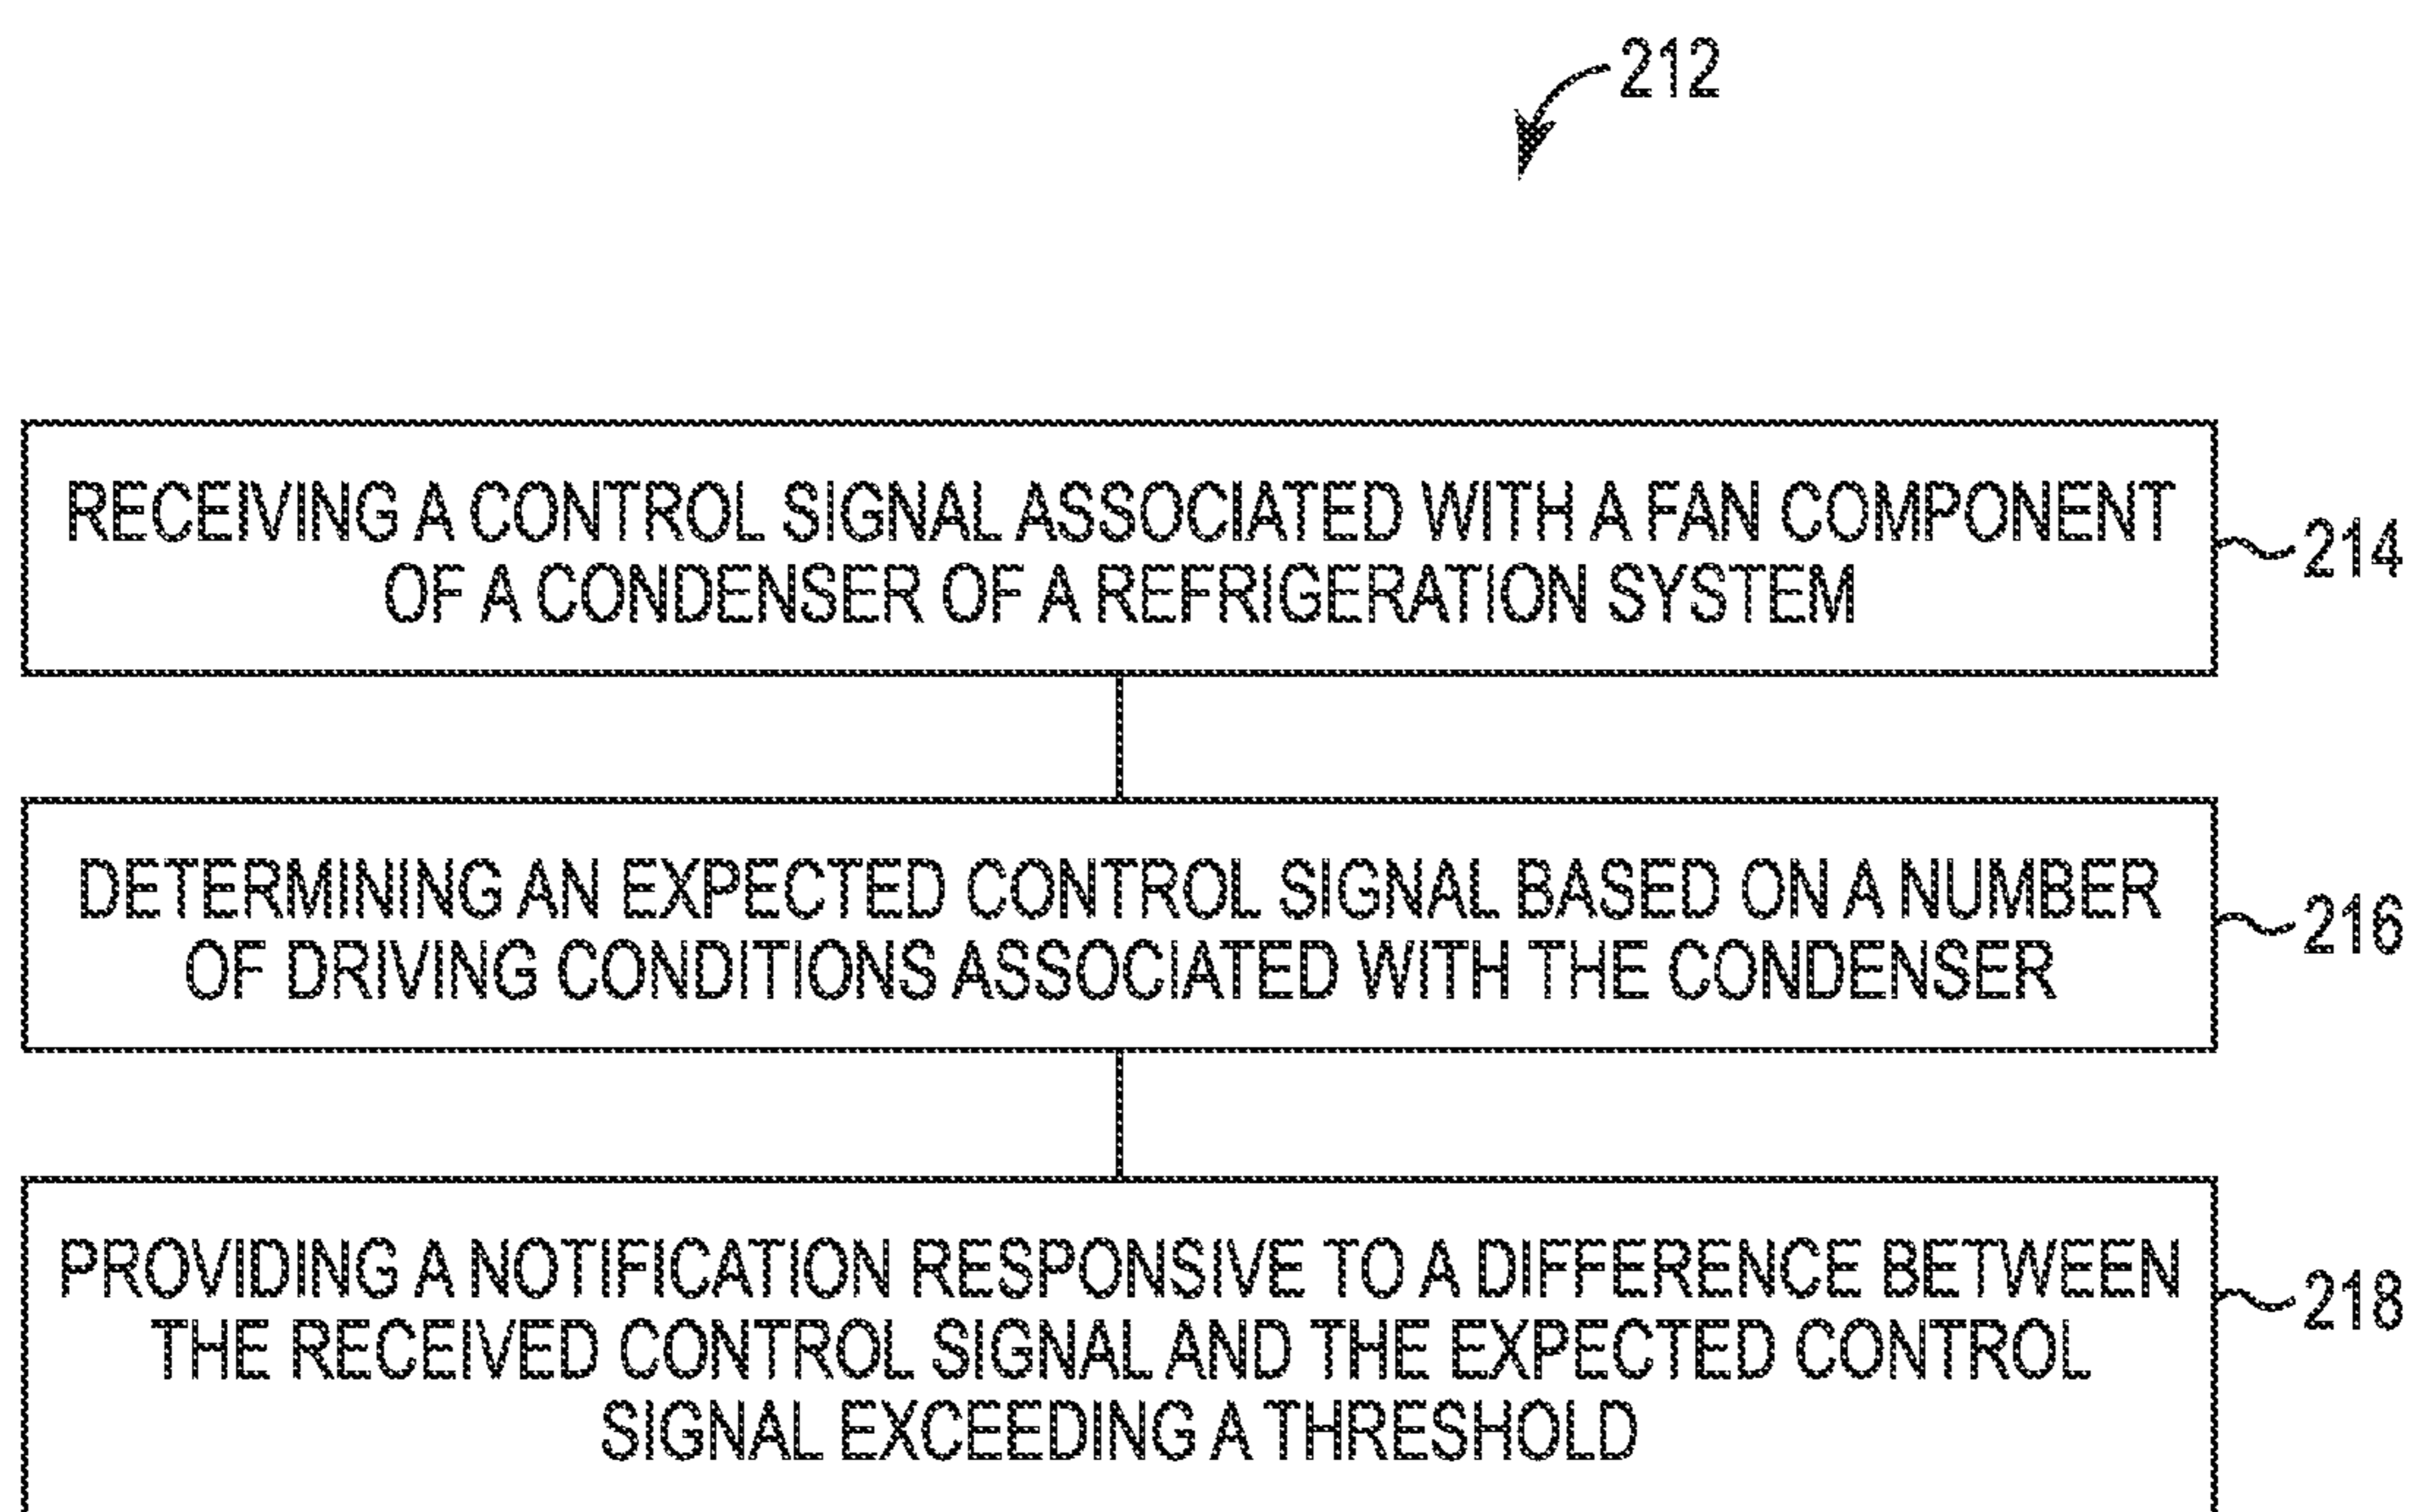 212
RECEIVING A CONTROL SIGNAL ASSOCIATED WITH A FAN COMPONENT
OF A CONDENSER OF A REFRIGERATION SYSTEM
214
DETERMINING AN EXPECTED CONTROL SIGNAL BASED ON A NUMBER
OF DRIVING CONDITIONS ASSOCIATED WITH THE CONDENSER
216
PROVIDING A NOTIFICATION RESPONSIVE TO A DIFFERENCE BETWEEN
THE RECEIVED CONTROL SIGNAL AND THE EXPECTED CONTROL
SIGNAL EXCEEDING A THRESHOLD
218